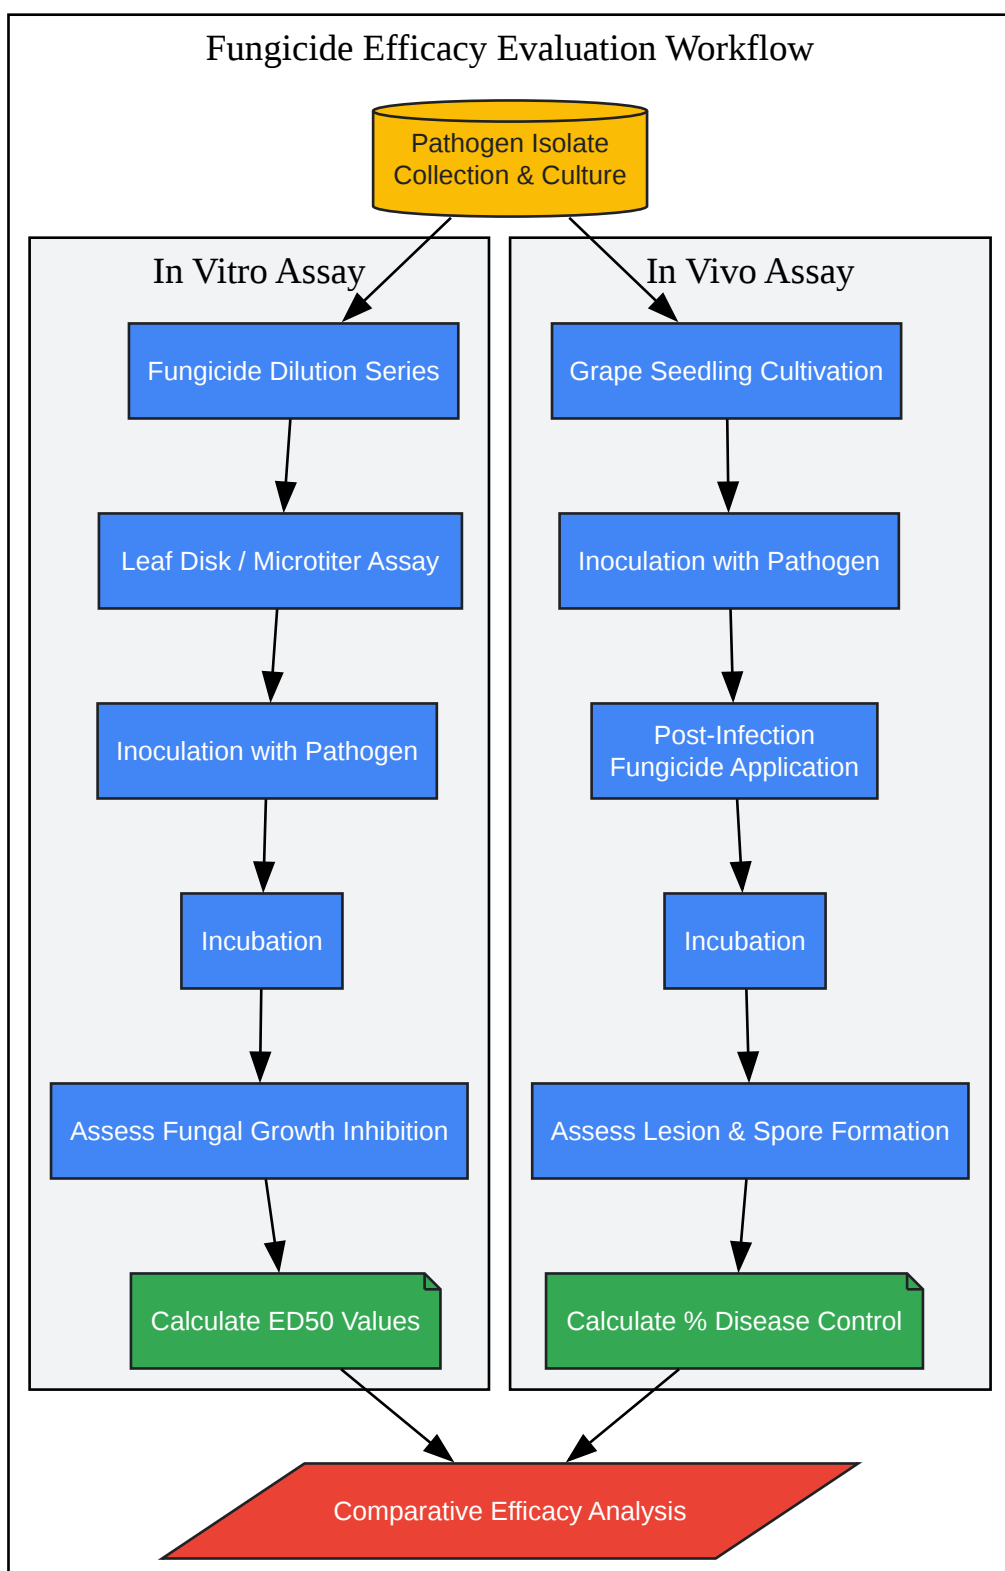 Fungicide Efficacy Evaluation Workflow
Pathogen Isolate
Collection & Culture
In Vitro Assay
Fungicide Dilution Series
Leaf Disk / Microtiter Assay
Inoculation with Pathogen
Incubation
Assess Fungal Growth Inhibition
Calculate ED50 Values
In Vivo Assay
Grape Seedling Cultivation
Inoculation with Pathogen
Post-Infection
Fungicide Application
Incubation
Assess Lesion & Spore Formation
Calculate % Disease Control
Comparative Efficacy Analysis